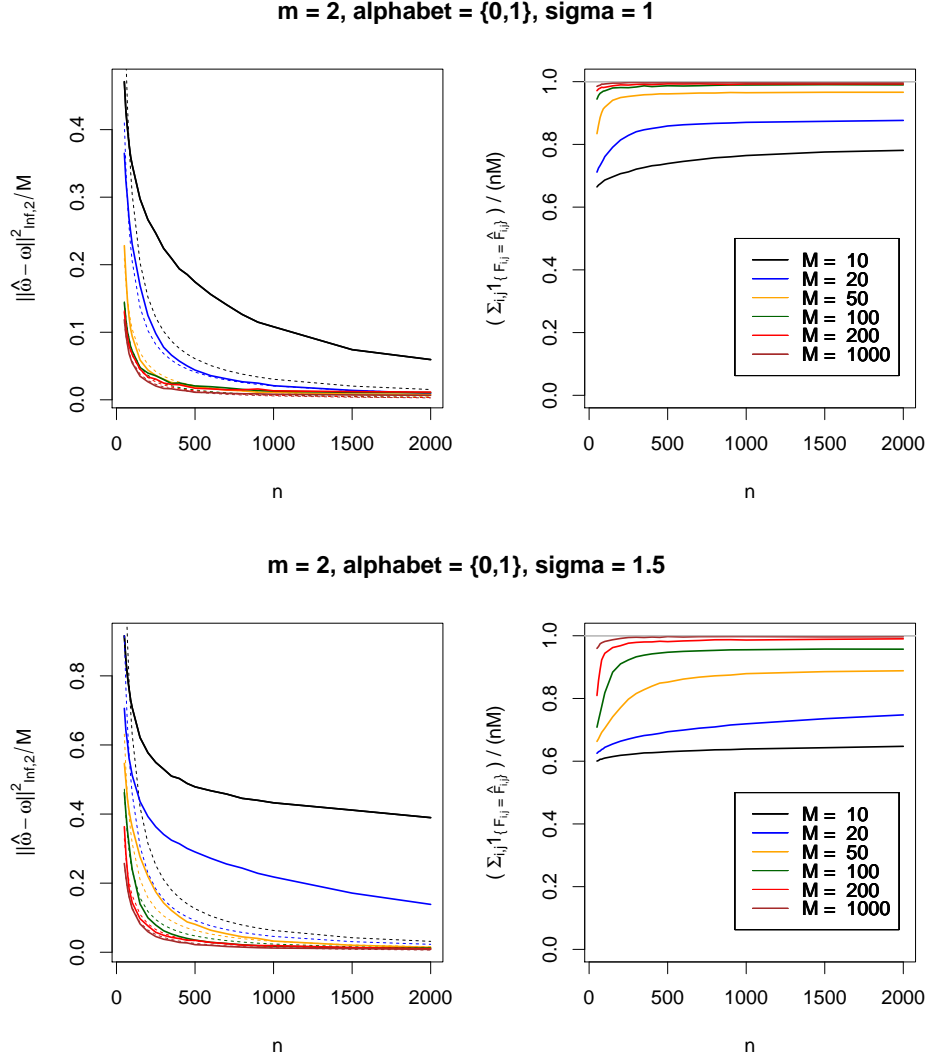 m = 2, alphabet = {0,1}, sigma = 1
||ω̂ − ω||²Inf,2/M
0.0 0.1 0.2 0.3 0.4
0 500 1000 1500 2000
n
( Σi,j1{ Fi,j = F̂i,j} ) / (nM)
0.0 0.2 0.4 0.6 0.8 1.0
M = 10
M = 20
M = 50
M = 100
M = 200
M = 1000
0 500 1000 1500 2000
n
m = 2, alphabet = {0,1}, sigma = 1.5
||ω̂ − ω||²Inf,2/M
0.0 0.2 0.4 0.6 0.8
0 500 1000 1500 2000
n
( Σi,j1{ Fi,j = F̂i,j} ) / (nM)
0.0 0.2 0.4 0.6 0.8 1.0
M = 10
M = 20
M = 50
M = 100
M = 200
M = 1000
0 500 1000 1500 2000
n